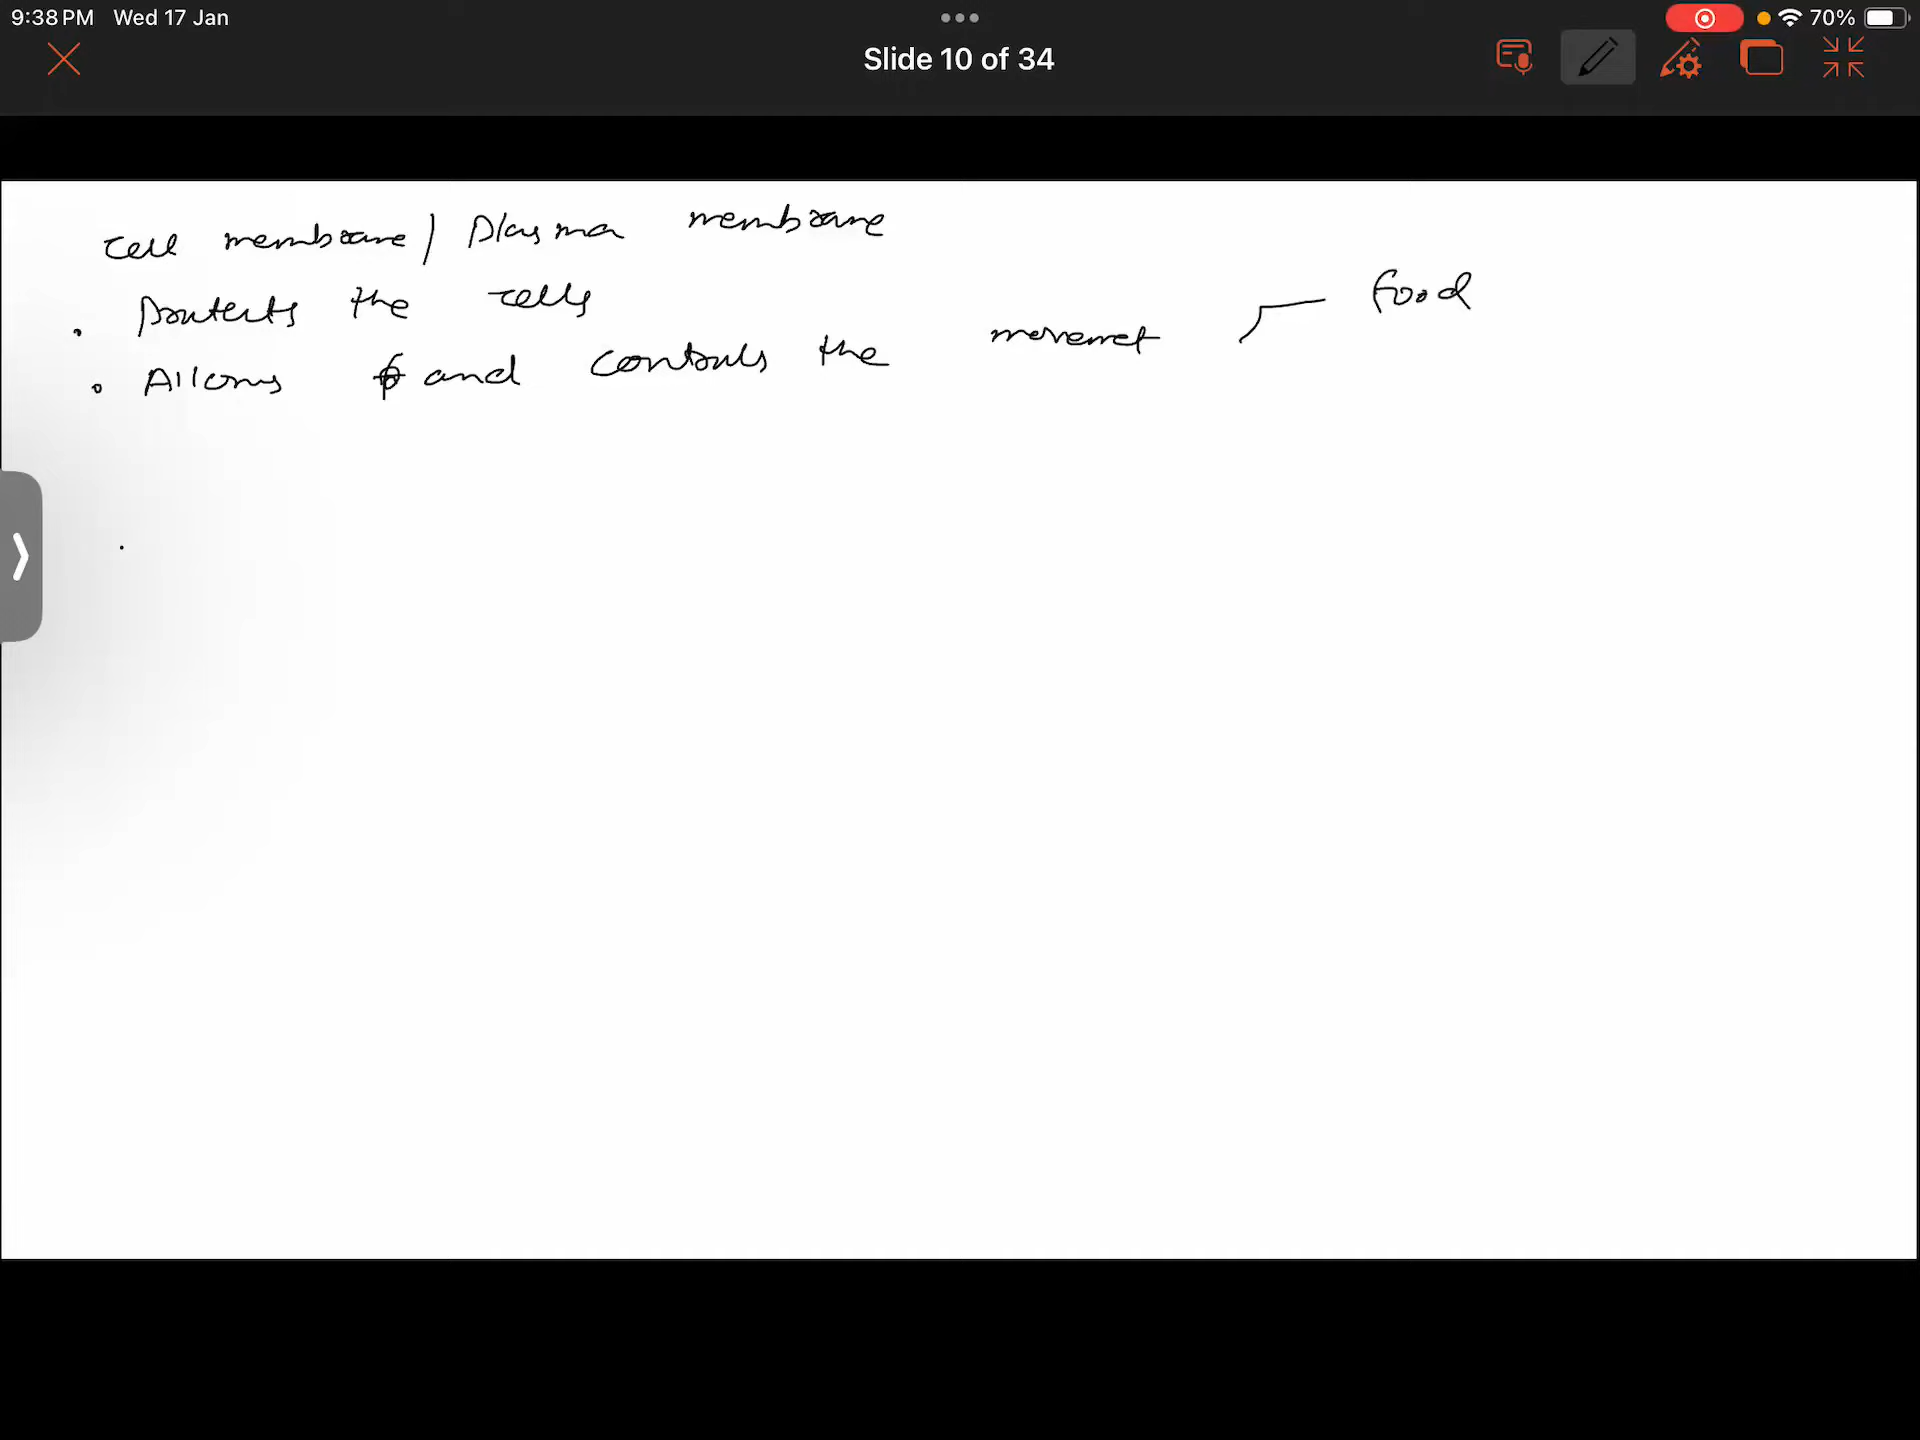 9:38 PM Wed 17 Jan
70%
Slide 10 of 34
Cell membrane / Plasma membrane
• Protects the cells
• Allows and controls the movement food